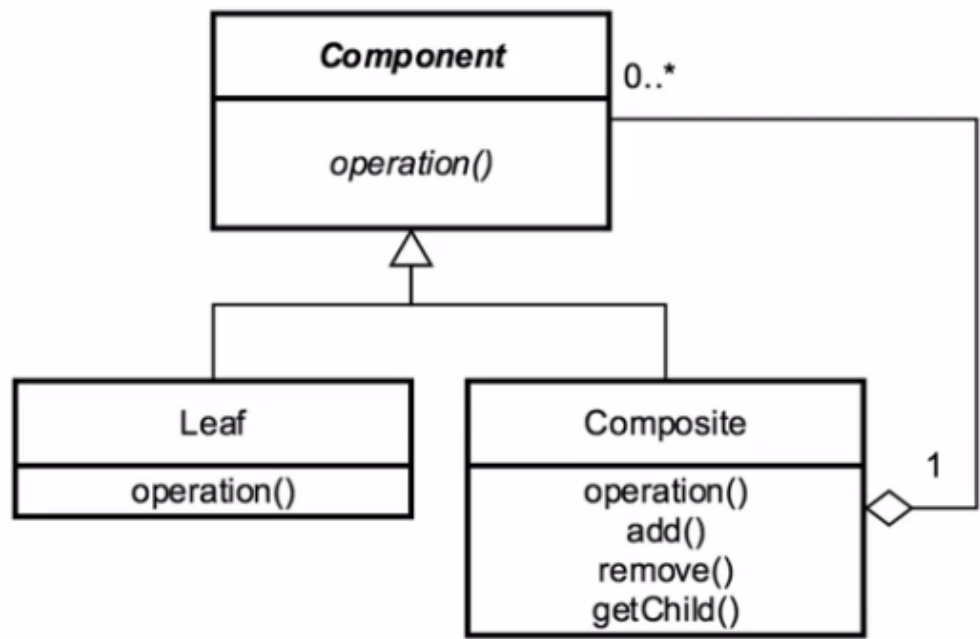 Component
0..*
operation()
Leaf
operation()
Composite
1
operation()
add()
remove()
getChild()